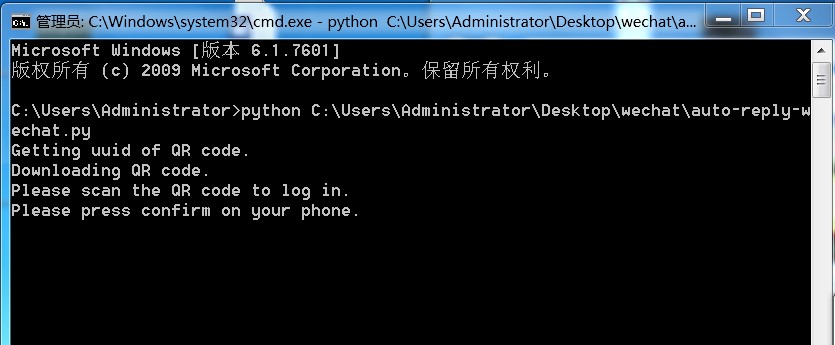 管理员: C:\Windows\system32\cmd.exe - python  C:\Users\Administrator\Desktop\wechat\a...
Microsoft Windows [版本 6.1.7601]
版权所有 (c) 2009 Microsoft Corporation。保留所有权利。
C:\Users\Administrator>python C:\Users\Administrator\Desktop\wechat\auto-reply-w
echat.py
Getting uuid of QR code.
Downloading QR code.
Please scan the QR code to log in.
Please press confirm on your phone.